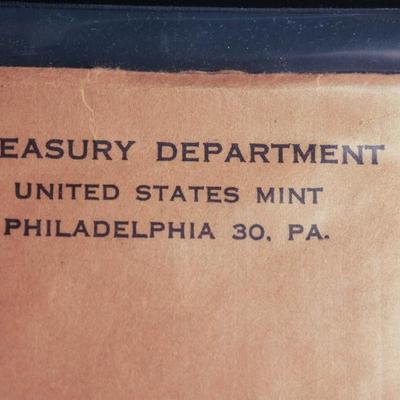 EASURY DEPARTMENT
UNITED STATES MINT
PHILADELPHIA 30, PA.